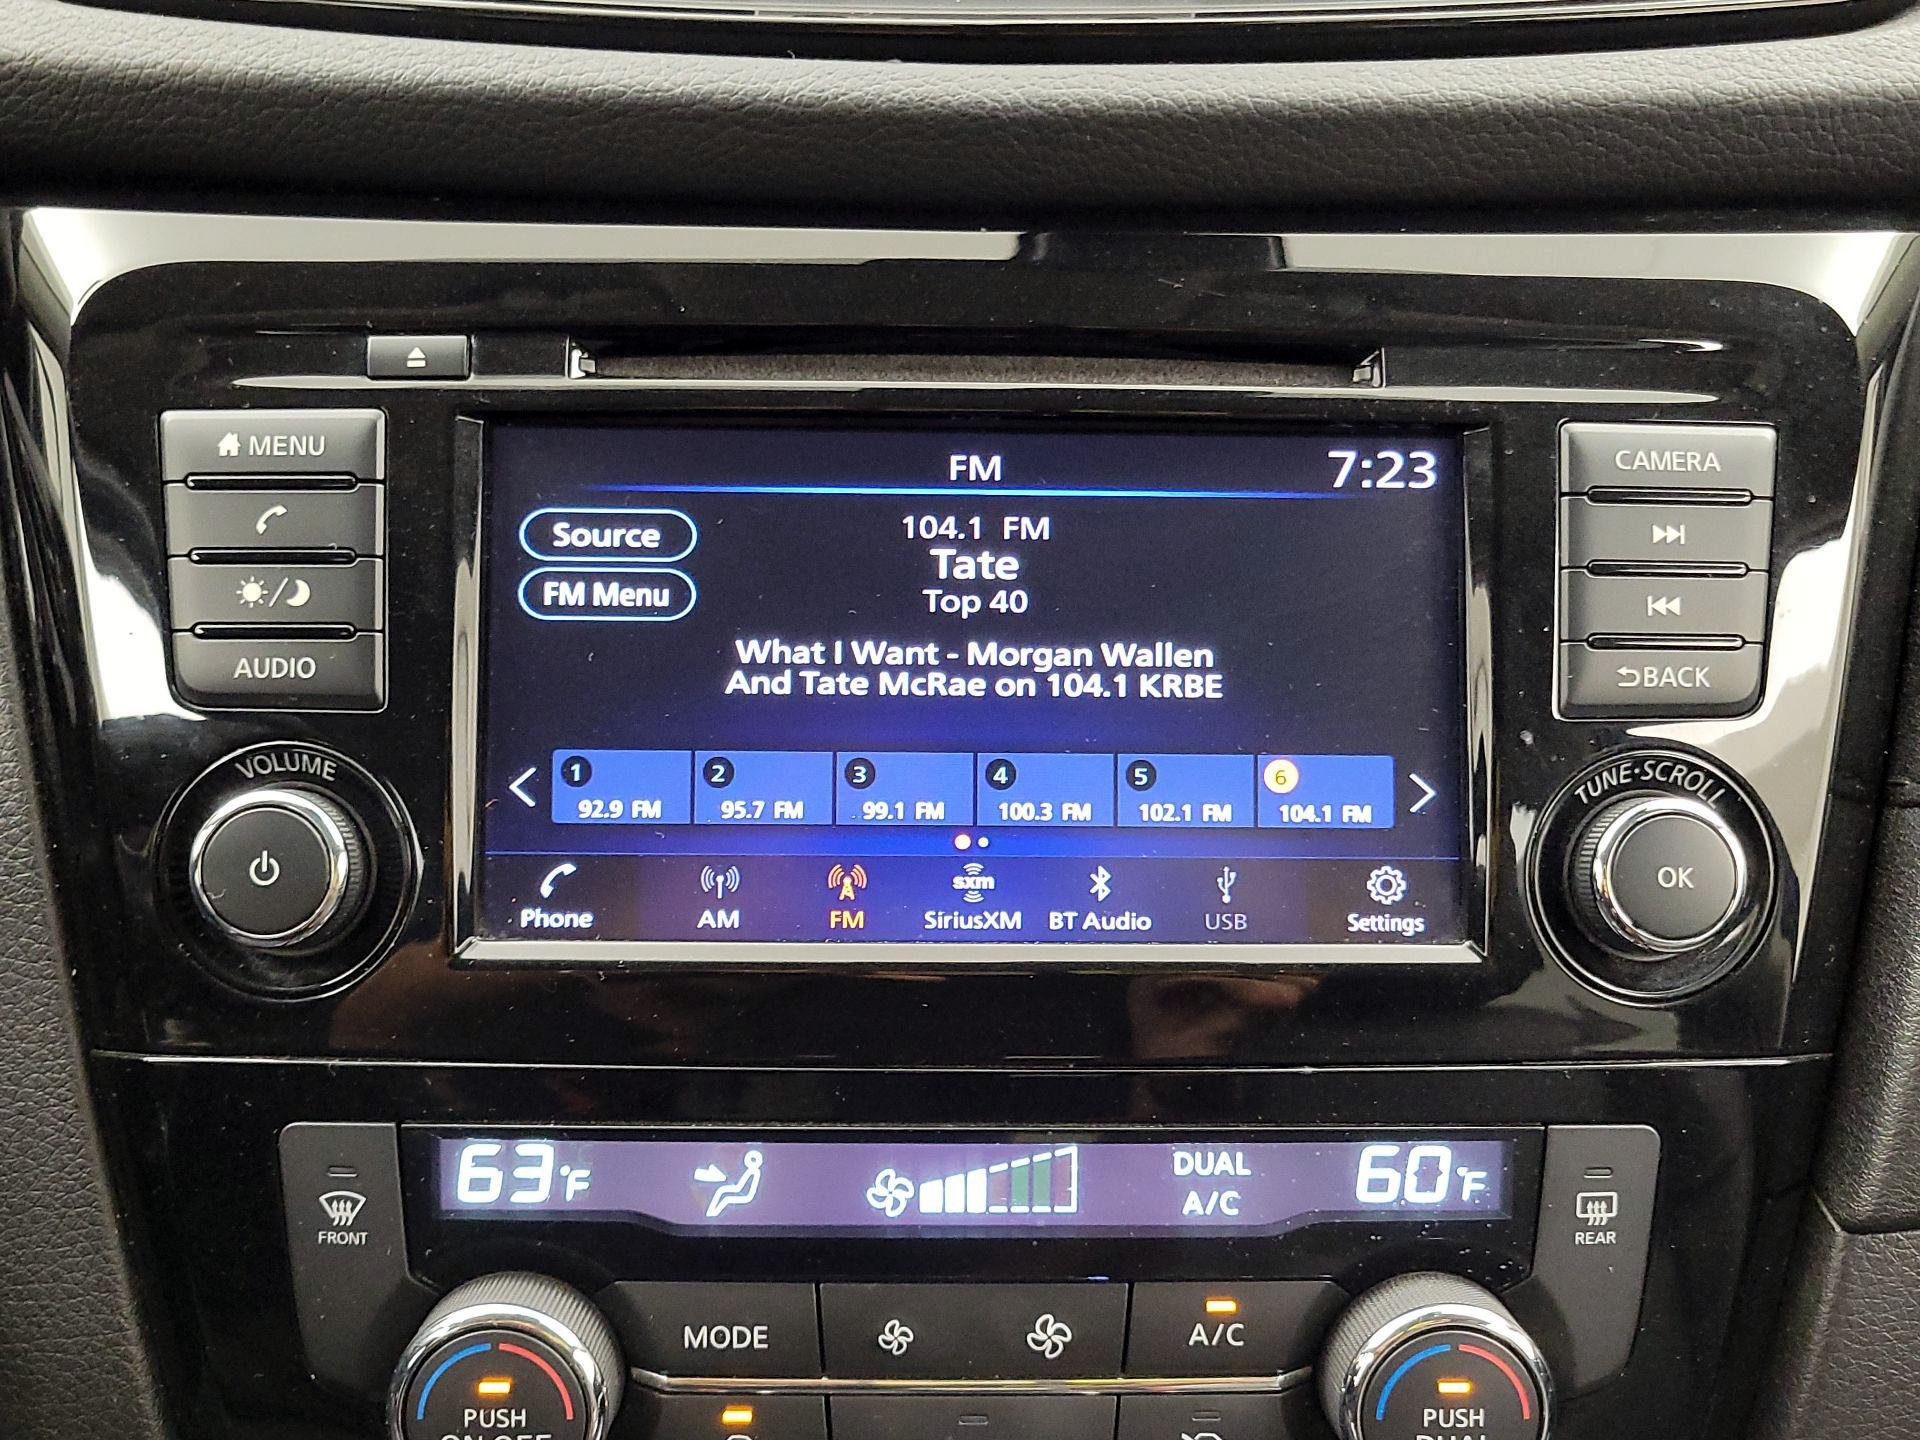 MENU
AUDIO
VOLUME
FM
7:23
Source
FM Menu
104.1 FM
Tate
Top 40
What I Want - Morgan Wallen
And Tate McRae on 104.1 KRBE
1
92.9 FM
2
95.7 FM
3
99.1 FM
4
100.3 FM
5
102.1 FM
6
104.1 FM
Phone
AM
FM
sxm
SiriusXM
BT Audio
USB
Settings
CAMERA
BACK
TUNE·SCROLL
OK
FRONT
63°F
DUAL
A/C
60°F
REAR
MODE
A/C
PUSH
ON·OFF
PUSH
DUAL